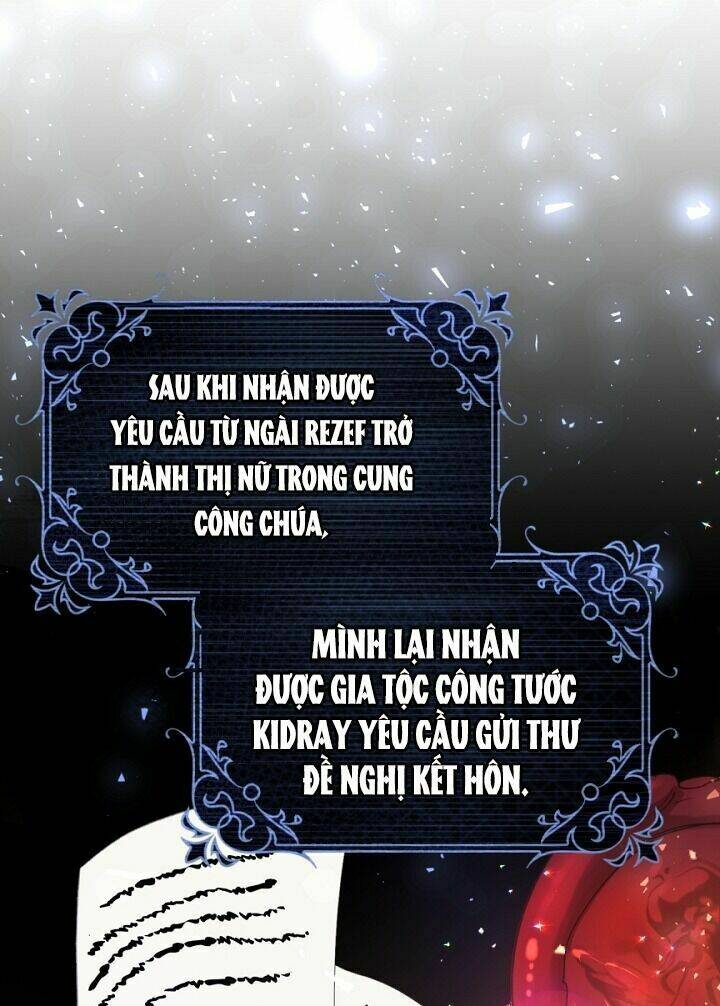 SAU KHI NHẬN ĐƯỢC
YÊU CẦU TỪ NGÀI REZEF TRỞ
THÀNH THỊ NỮ TRONG CUNG
CÔNG CHÚA,
MÌNH LẠI NHẬN
ĐƯỢC GIA TỘC CÔNG TƯỚC
KIDRAY YÊU CẦU GỬI THƯ
ĐỀ NGHỊ KẾT HÔN.